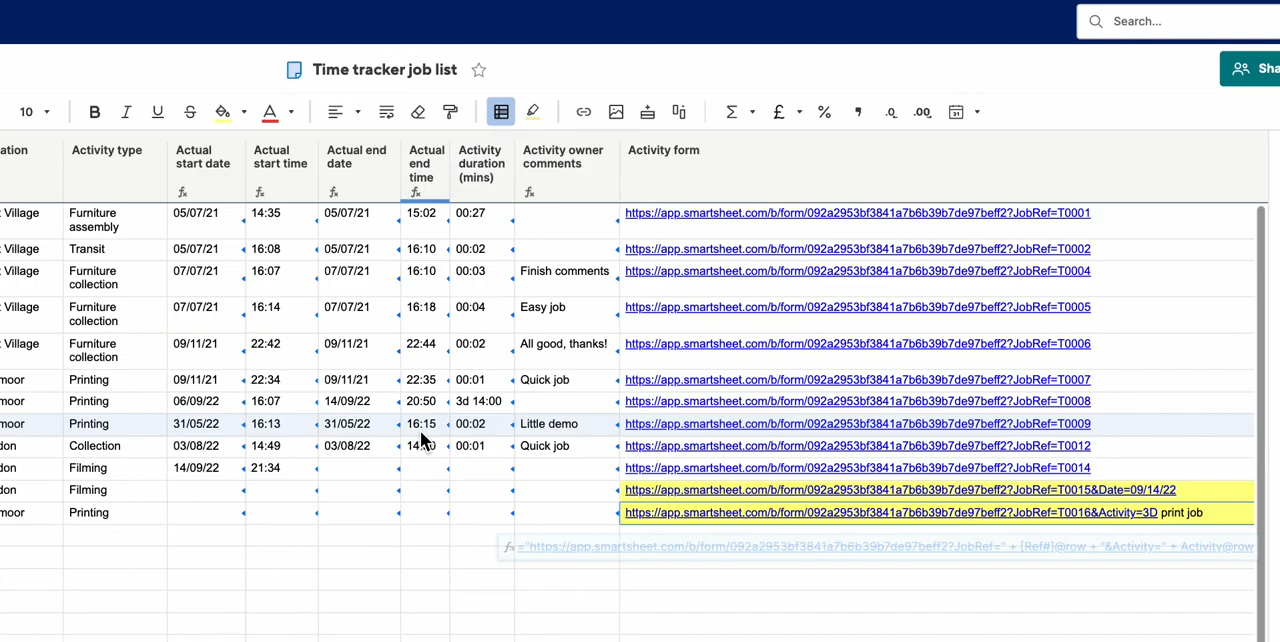 Search...
Time tracker job list
Sha
10
ation
Activity type
Actual start date
Actual start time
Actual end date
Actual end time
Activity duration (mins)
Activity owner comments
Activity form
Village Furniture assembly 05/07/21 14:35 05/07/21 15:02 00:27 https://app.smartsheet.com/b/form/092a2953bf3841a7b6b39b7de97beff2?JobRef=T0001
Village Transit 05/07/21 16:08 05/07/21 16:10 00:02 https://app.smartsheet.com/b/form/092a2953bf3841a7b6b39b7de97beff2?JobRef=T0002
Village Furniture collection 07/07/21 16:07 07/07/21 16:10 00:03 Finish comments https://app.smartsheet.com/b/form/092a2953bf3841a7b6b39b7de97beff2?JobRef=T0004
Village Furniture collection 07/07/21 16:14 07/07/21 16:18 00:04 Easy job https://app.smartsheet.com/b/form/092a2953bf3841a7b6b39b7de97beff2?JobRef=T0005
Village Furniture collection 09/11/21 22:42 09/11/21 22:44 00:02 All good, thanks! https://app.smartsheet.com/b/form/092a2953bf3841a7b6b39b7de97beff2?JobRef=T0006
moor Printing 09/11/21 22:34 09/11/21 22:35 00:01 Quick job https://app.smartsheet.com/b/form/092a2953bf3841a7b6b39b7de97beff2?JobRef=T0007
moor Printing 06/09/22 16:07 14/09/22 20:50 3d 14:00 https://app.smartsheet.com/b/form/092a2953bf3841a7b6b39b7de97beff2?JobRef=T0008
moor Printing 31/05/22 16:13 31/05/22 16:15 00:02 Little demo https://app.smartsheet.com/b/form/092a2953bf3841a7b6b39b7de97beff2?JobRef=T0009
don Collection 03/08/22 14:49 03/08/22 00:01 Quick job https://app.smartsheet.com/b/form/092a2953bf3841a7b6b39b7de97beff2?JobRef=T0012
don Filming 14/09/22 21:34 https://app.smartsheet.com/b/form/092a2953bf3841a7b6b39b7de97beff2?JobRef=T0014
don Filming https://app.smartsheet.com/b/form/092a2953bf3841a7b6b39b7de97beff2?JobRef=T0015&Date=09/14/22
moor Printing https://app.smartsheet.com/b/form/092a2953bf3841a7b6b39b7de97beff2?JobRef=T0016&Activity=3D print job
fx ="https://app.smartsheet.com/b/form/092a2953bf3841a7b6b39b7de97beff2?JobRef=" + [Ref#]@row + "&Activity=" + Activity@row